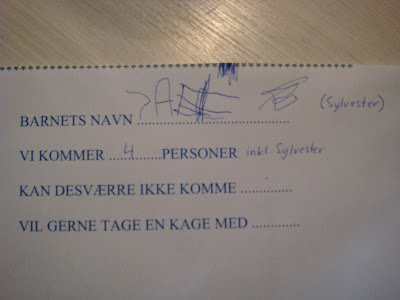 BARNETS NAVN .......................................... (Sylvester)
VI KOMMER ....4.......PERSONER inkl. Sylvester
KAN DESVÆRRE IKKE KOMME ..............
VIL GERNE TAGE EN KAGE MED .............